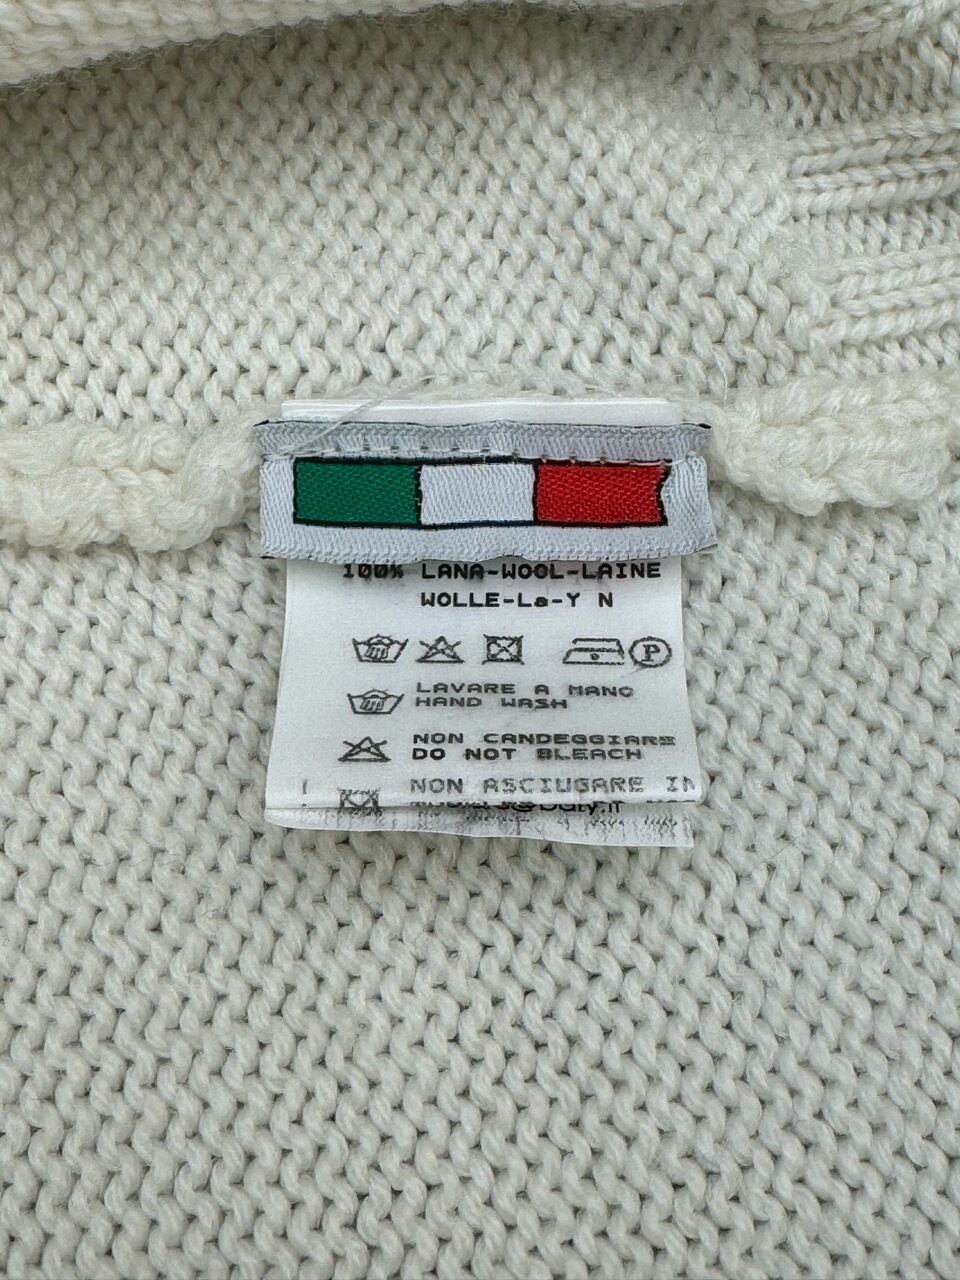 100% LANA-WOOL-LAINE
WOLLE-La-Y N
P
LAVARE A MANO
HAND WASH
NON CANDEGGIARE
DO NOT BLEACH
NON ASCIUGARE IN